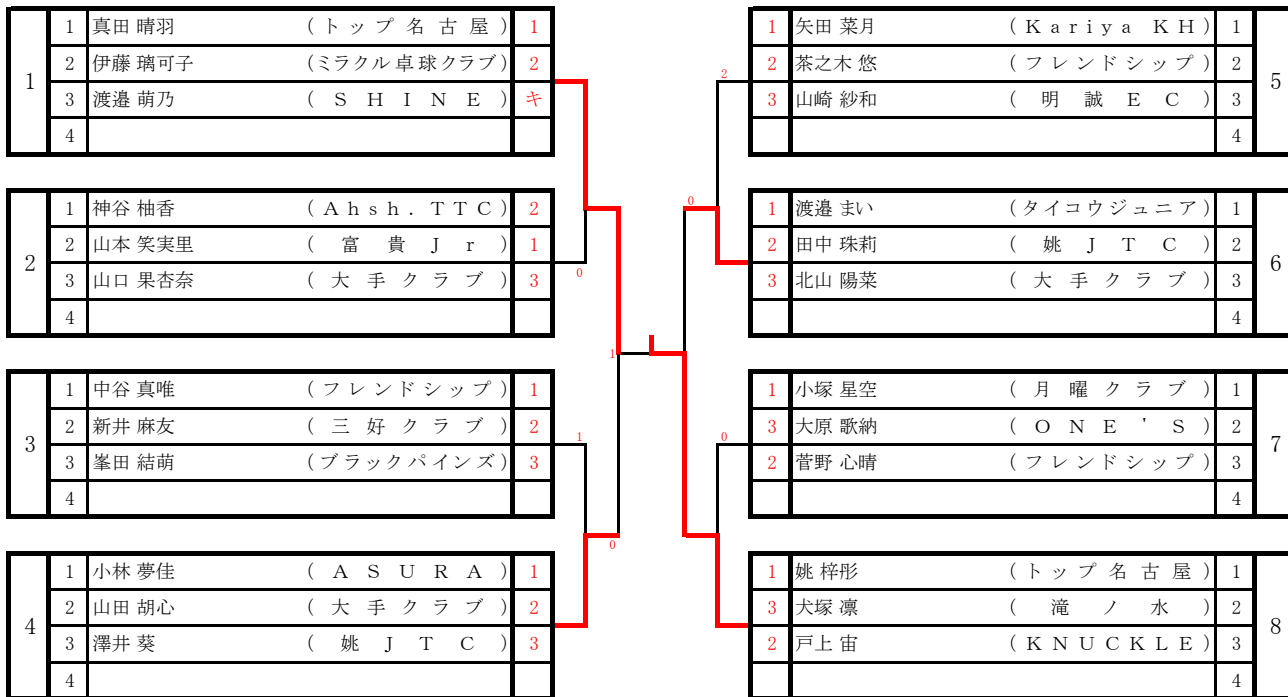 1
1 真田 晴羽 (トップ名古屋) 1
2 伊藤 璃可子 (ミラクル卓球クラブ) 2
3 渡邉 萌乃 (SHINE) キ
4
2
1 神谷 柚香 (Ahsh.TTC) 2
2 山本 笑実里 (富貴Jr) 1
3 山口 果杏奈 (大手クラブ) 3
4
0
3
1 中谷 真唯 (フレンドシップ) 1
2 新井 麻友 (三好クラブ) 2
3 峯田 結萌 (ブラックパインズ) 3
4
1
4
1 小林 夢佳 (ASURA) 1
2 山田 胡心 (大手クラブ) 2
3 澤井 葵 (姚JTC) 3
4
0
1
5
1 矢田 菜月 (Kariya KH) 1
2 茶之木 悠 (フレンドシップ) 2
3 山崎 紗和 (明誠EC) 3
4
2
0
6
1 渡邉 まい (タイコウジュニア) 1
2 田中 珠莉 (姚JTC) 2
3 北山 陽菜 (大手クラブ) 3
4
7
1 小塚 星空 (月曜クラブ) 1
3 大原 歌納 (ONE'S) 2
2 菅野 心晴 (フレンドシップ) 3
4
0
8
1 姚 梓彤 (トップ名古屋) 1
3 犬塚 凛 (滝ノ水) 2
2 戸上 宙 (KNUCKLE) 3
4